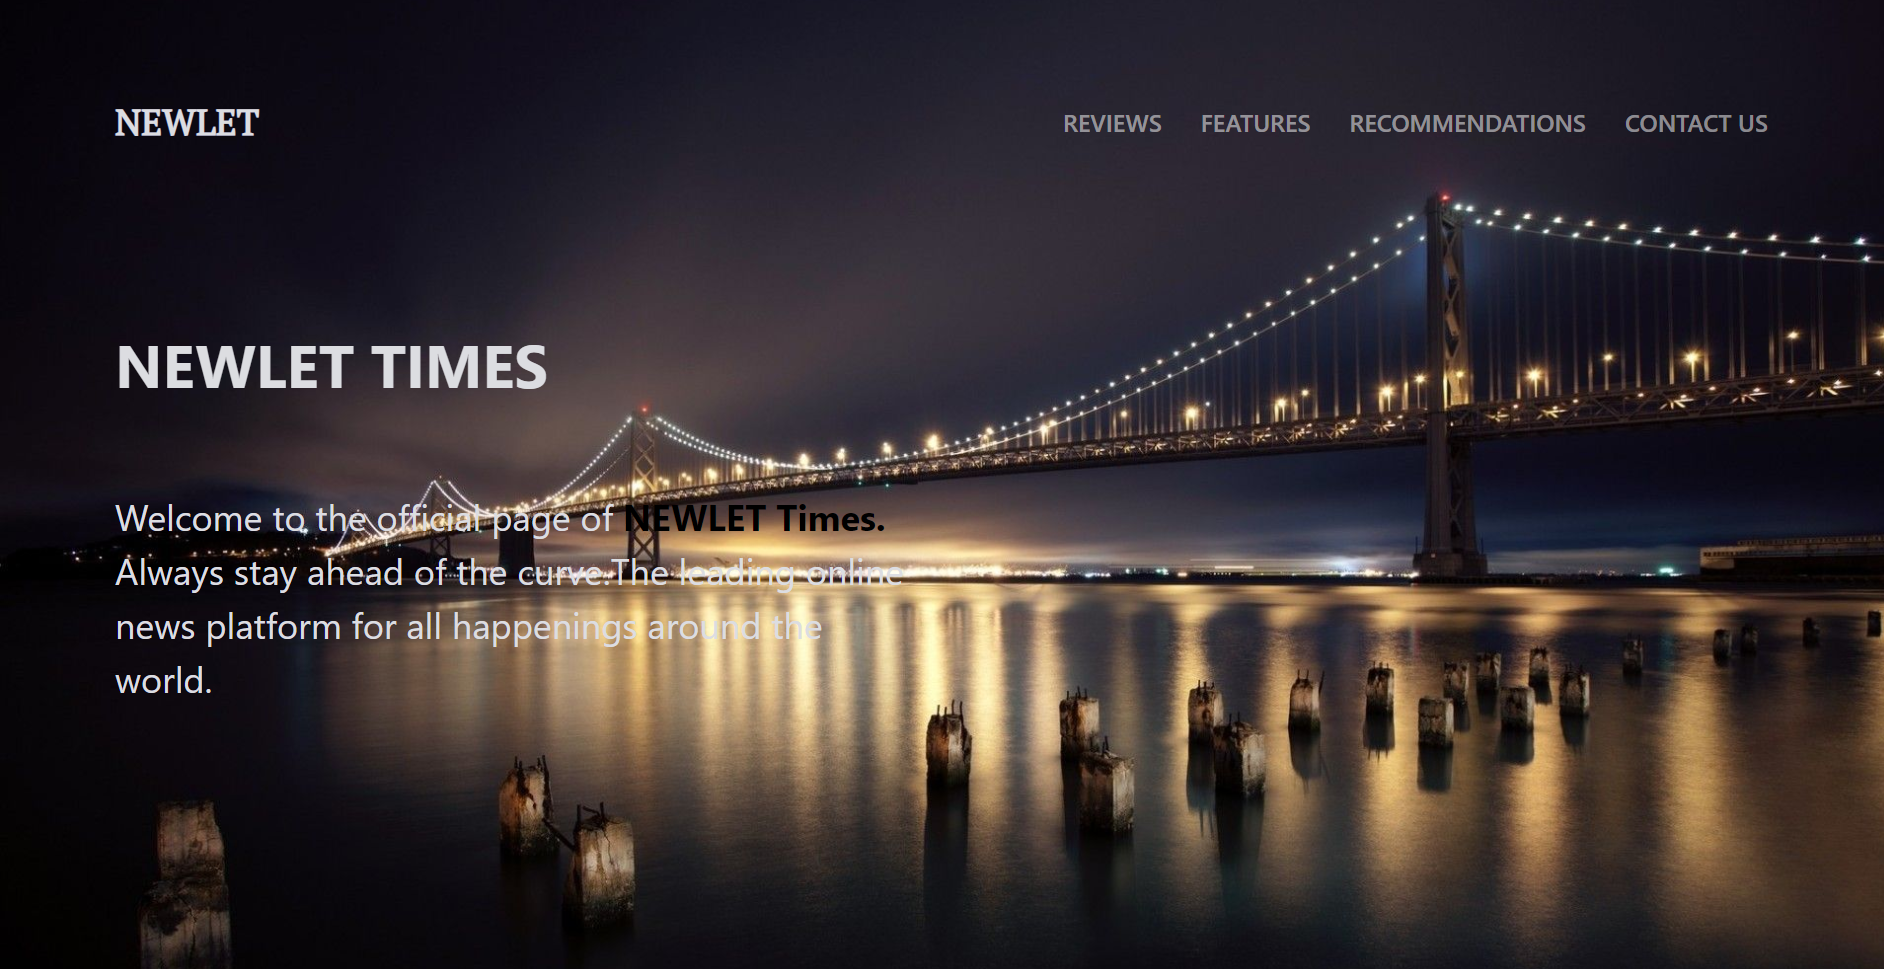 NEWLET
REVIEWS FEATURES RECOMMENDATIONS CONTACT US
NEWLET TIMES
Welcome to the official page of NEWLET Times.
Always stay ahead of the curve.The leading online
news platform for all happenings around the
world.